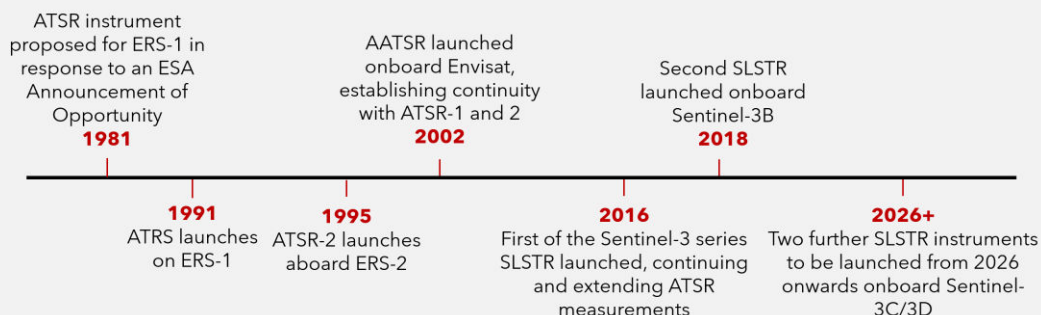 ATSR instrument
proposed for ERS-1 in
response to an ESA
Announcement of
Opportunity
1981
1991
ATRS launches
on ERS-1
1995
ATSR-2 launches
aboard ERS-2
AATSR launched
onboard Envisat,
establishing continuity
with ATSR-1 and 2
2002
2016
First of the Sentinel-3 series
SLSTR launched, continuing
and extending ATSR
measurements
Second SLSTR
launched onboard
Sentinel-3B
2018
2026+
Two further SLSTR instruments
to be launched from 2026
onwards onboard Sentinel-
3C/3D